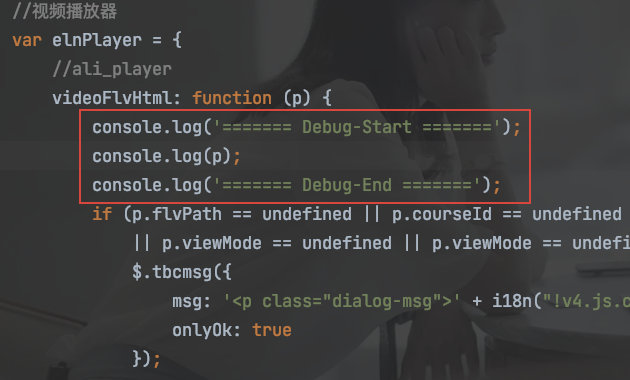 //视频播放器
var elnPlayer = {
//ali_player
videoFlvHtml: function (p) {
console.log('======= Debug-Start =======');
console.log(p);
console.log('======= Debug-End =======');
if (p.flvPath == undefined || p.courseId == undefined
|| p.viewMode == undefined || p.viewMode == undefi
$.tbcmsg({
msg: '<p class="dialog-msg">' + i18n("!v4.js.c
onlyOk: true
});